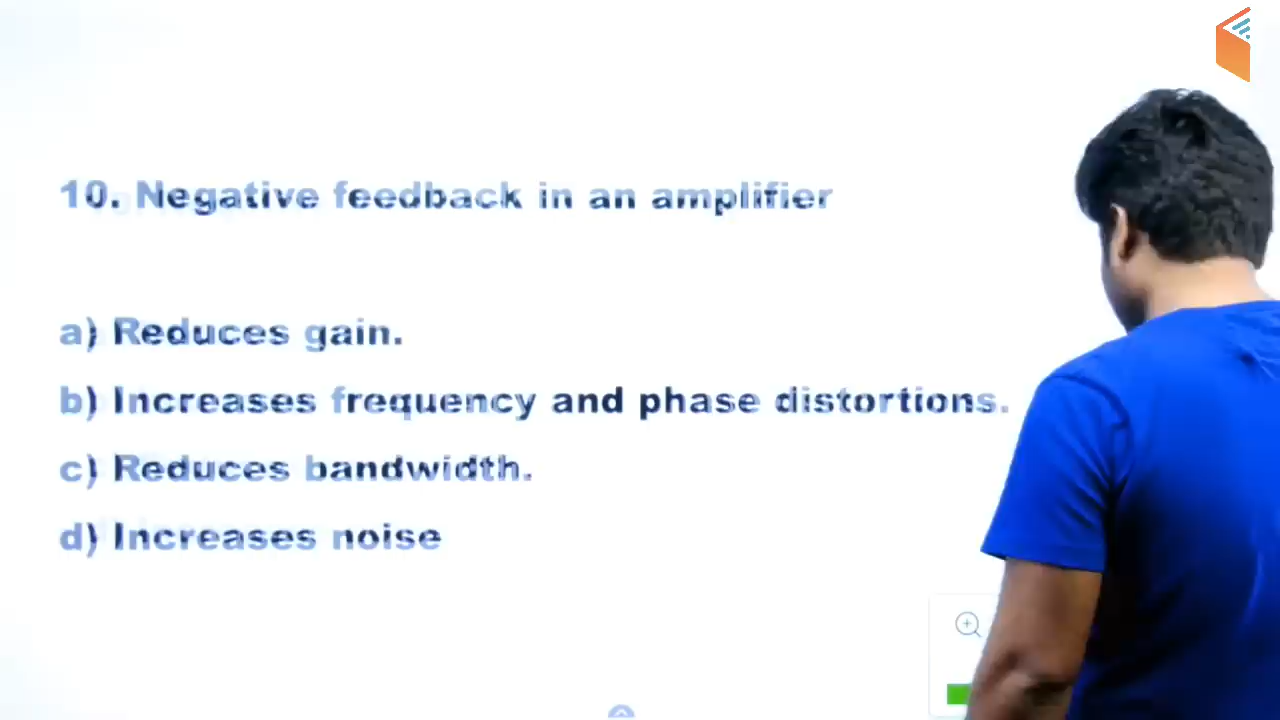 10. Negative feedback in an amplifier
a) Reduces gain.
b) Increases frequency and phase distortions.
c) Reduces bandwidth.
d) Increases noise